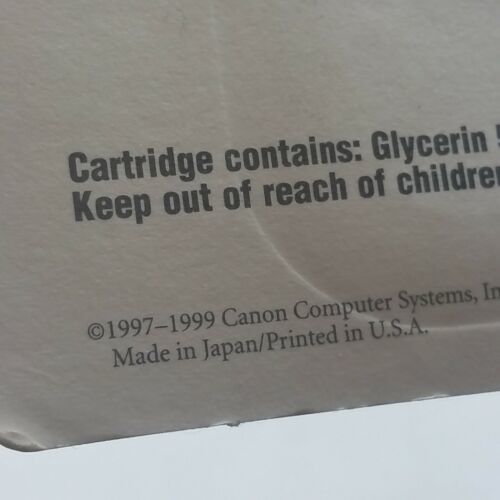 Cartridge contains: Glycerin
Keep out of reach of children
©1997–1999 Canon Computer Systems, In
Made in Japan/Printed in U.S.A.